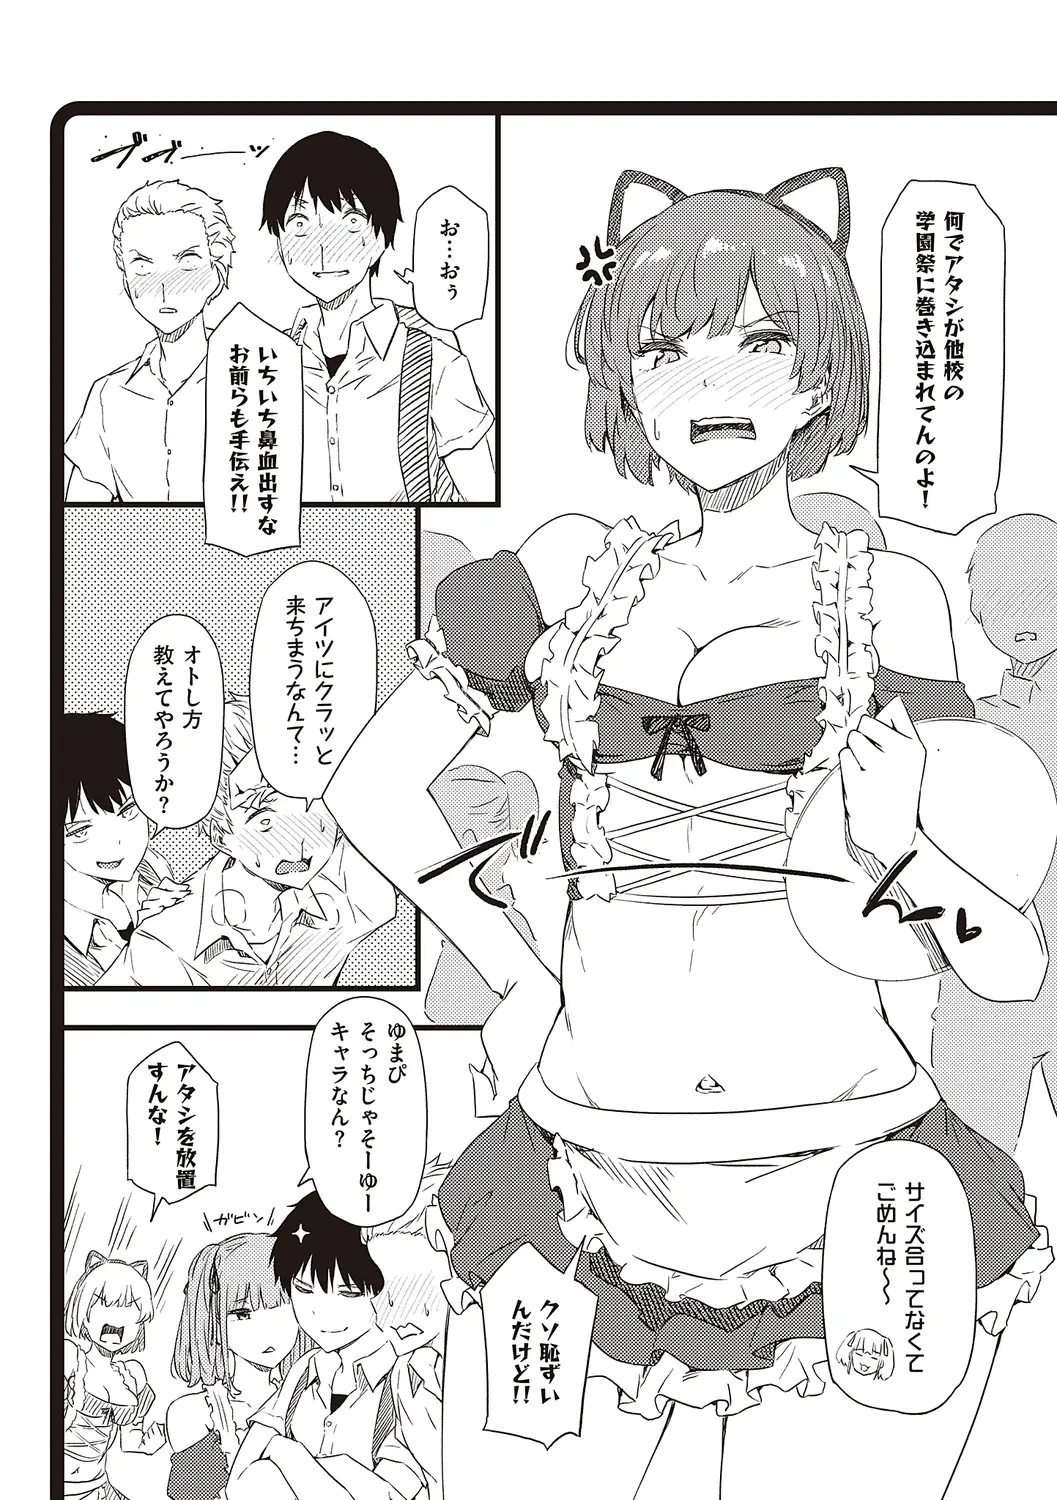 何でアタシが他校の
学園祭に巻き込まれてんのよ！
サイズ合ってなくて
ごめんね〜
クソ恥ずい
んだけど!!
ブブーーッ
お…おぅ
いちいち鼻血出すな
お前らも手伝え!!
アイツにクラッと
来ちまうなんて…
オトし方
教えてやろうか？
ゆまぴ
そっちじゃそーゆー
キャラなん？
ガビン
アタシを放置
すんな！